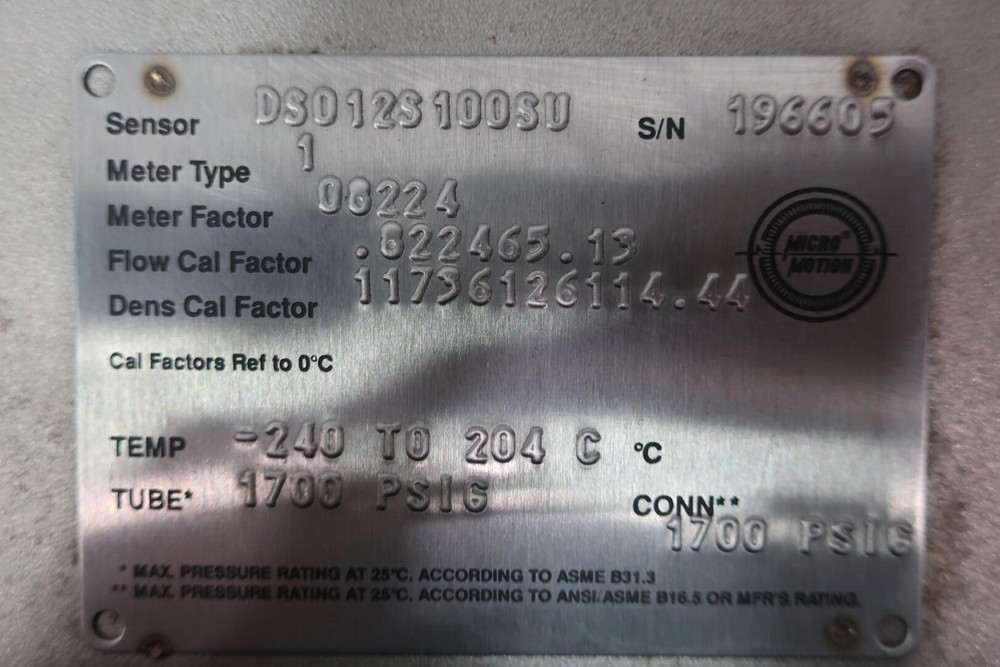 Sensor DS012S100SU S/N 196605
Meter Type 1
Meter Factor 08224
Flow Cal Factor .822465.13
Dens Cal Factor 11736126114.44
MICRO®
MOTION
Cal Factors Ref to 0°C
TEMP -240 TO 204 C °C
TUBE* 1700 PSIG CONN** 1700 PSIG
* MAX. PRESSURE RATING AT 25°C. ACCORDING TO ASME B31.3
** MAX. PRESSURE RATING AT 25°C. ACCORDING TO ANSI/ASME B16.5 OR MFR'S RATING.